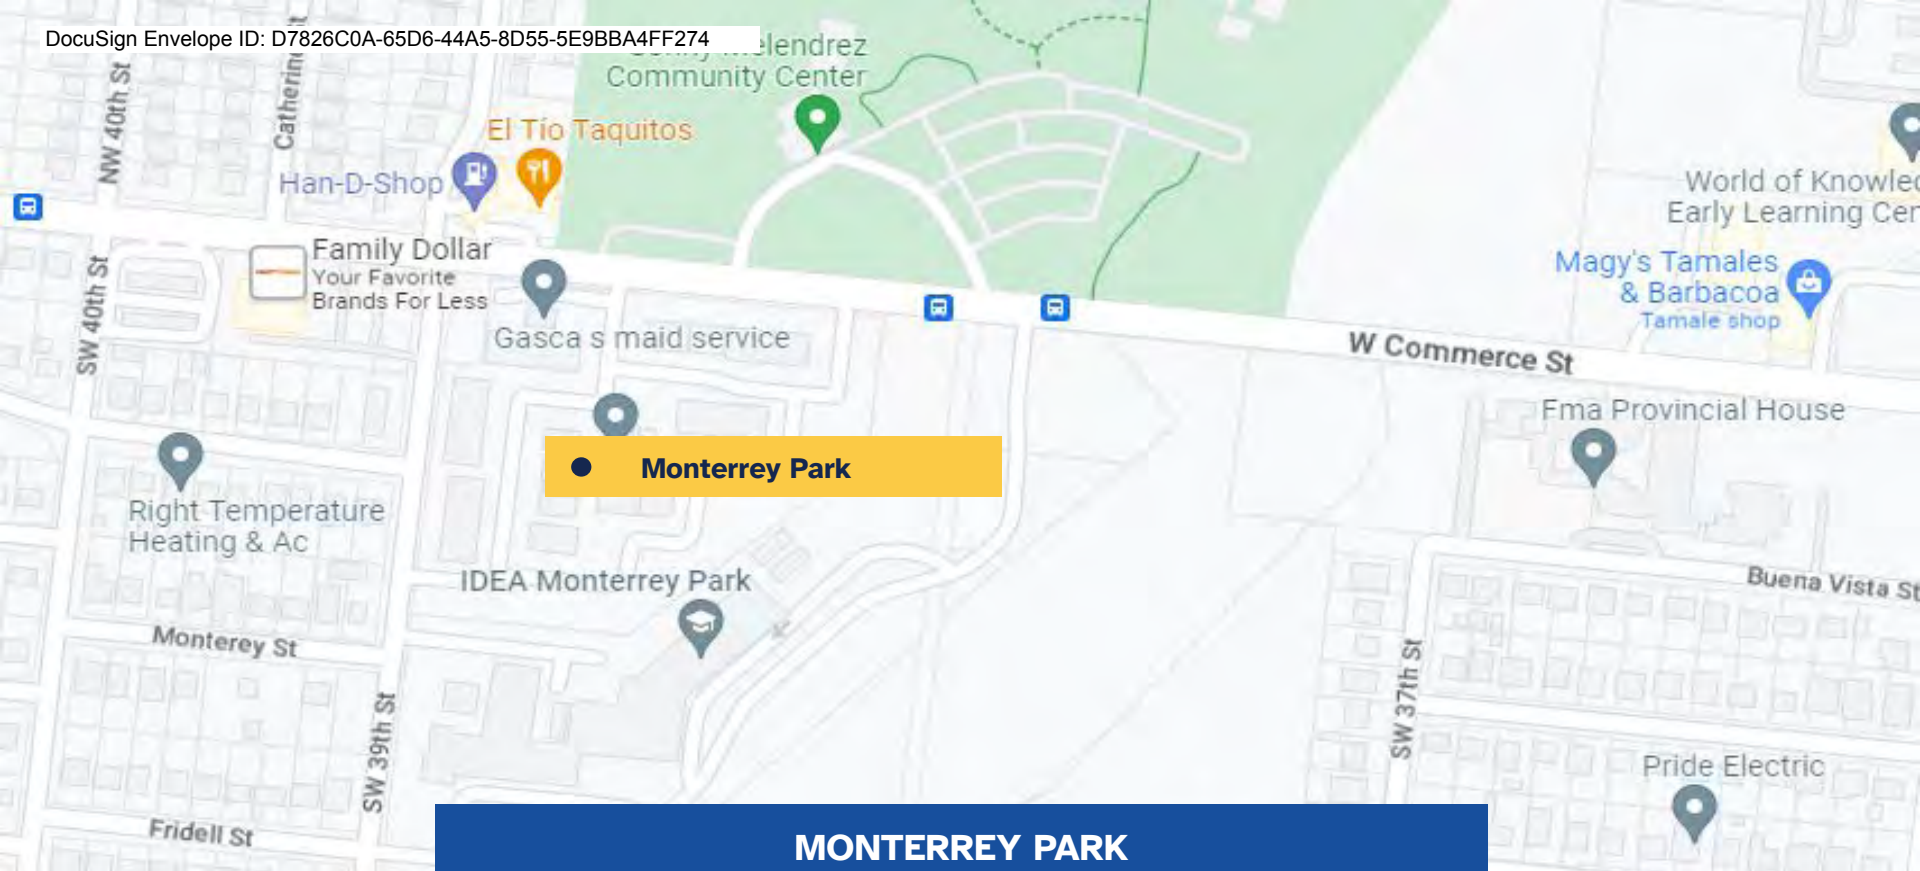 DocuSign Envelope ID: D7826C0A-65D6-44A5-8D55-5E9BBA4FF274
Melendrez
Community Center
NW 40th St
El Tío Taquitos
Han-D-Shop
World of
Early Learning
Family Dollar
Your Favorite
Brands For Less
Magy's Tamales
& Barbacoa
Tamale shop
SW 40th St
Gasca s maid service
W Commerce St
Fma Provincial House
Monterrey Park
Right Temperature
Heating & Ac
IDEA Monterrey Park
Buena Vista St
Monterey St
SW 39th St
SW 37th St
Pride Electric
Fridell St
MONTERREY PARK